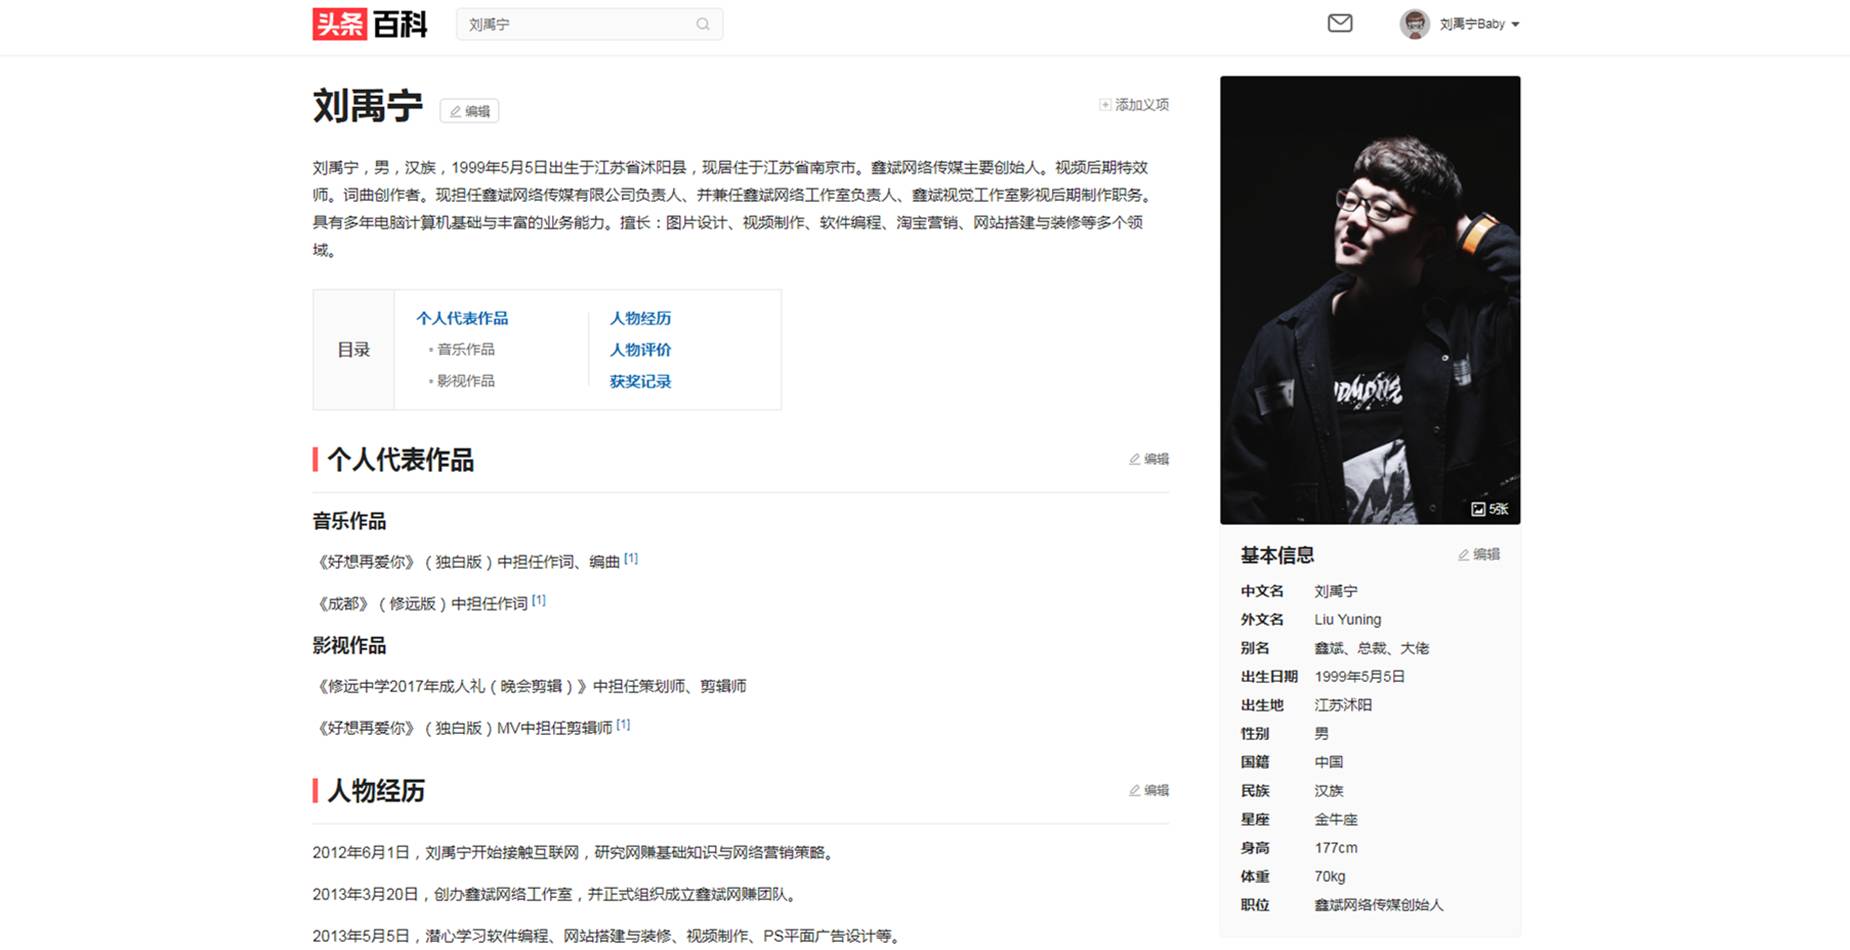 头条百科
刘禹宁
刘禹宁Baby
刘禹宁
编辑
添加义项
刘禹宁，男，汉族，1999年5月5日出生于江苏省沭阳县，现居住于江苏省南京市。鑫斌网络传媒主要创始人。视频后期特效
师。词曲创作者。现担任鑫斌网络传媒有限公司负责人、并兼任鑫斌网络工作室负责人、鑫斌视觉工作室影视后期制作职务。
具有多年电脑计算机基础与丰富的业务能力。擅长：图片设计、视频制作、软件编程、淘宝营销、网站搭建与装修等多个领
域。
目录
个人代表作品
音乐作品
影视作品
人物经历
人物评价
获奖记录
个人代表作品
编辑
音乐作品
《好想再爱你》（独白版）中担任作词、编曲 [1]
《成都》（修远版）中担任作词 [1]
影视作品
《修远中学2017年成人礼（晚会剪辑）》中担任策划师、剪辑师
《好想再爱你》（独白版）MV中担任剪辑师 [1]
人物经历
编辑
2012年6月1日，刘禹宁开始接触互联网，研究网赚基础知识与网络营销策略。
2013年3月20日，创办鑫斌网络工作室，并正式组织成立鑫斌网赚团队。
2013年5月5日，潜心学习软件编程、网站搭建与装修、视频制作、PS平面广告设计等。
5张
基本信息
编辑
中文名 刘禹宁
外文名 Liu Yuning
别名 鑫斌、总裁、大佬
出生日期 1999年5月5日
出生地 江苏沭阳
性别 男
国籍 中国
民族 汉族
星座 金牛座
身高 177cm
体重 70kg
职位 鑫斌网络传媒创始人